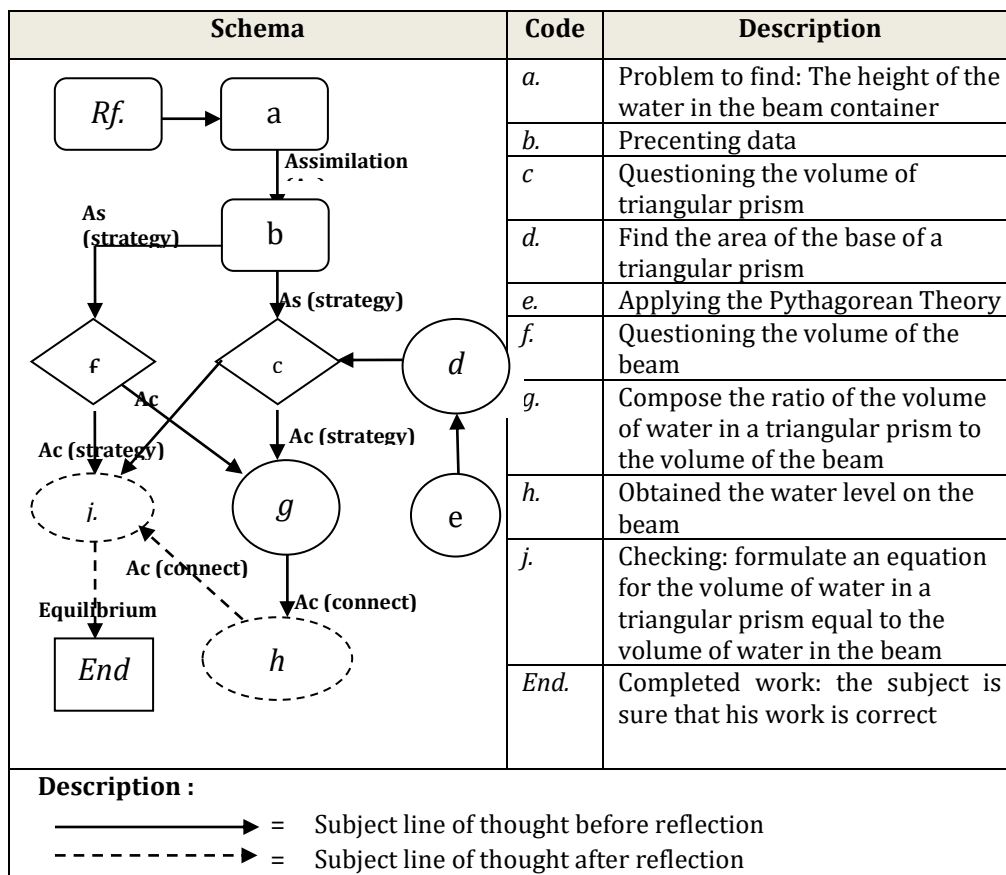 Schema
Code
Description
Rf.
a
Assimilation
As
(strategy)
b
As (strategy)
c
d
Ac
Ac (strategy)
Ac (strategy)
j.
g
e
Ac (connect)
Ac (connect)
Equilibrium
h
End
a.
Problem to find: The height of the
water in the beam container
b.
Precenting data
c
Questioning the volume of
triangular prism
d.
Find the area of the base of a
triangular prism
e.
Applying the Pythagorean Theory
f.
Questioning the volume of the
beam
g.
Compose the ratio of the volume
of water in a triangular prism to
the volume of the beam
h.
Obtained the water level on the
beam
j.
Checking: formulate an equation
for the volume of water in a
triangular prism equal to the
volume of water in the beam
End.
Completed work: the subject is
sure that his work is correct
Description :
= Subject line of thought before reflection
= Subject line of thought after reflection